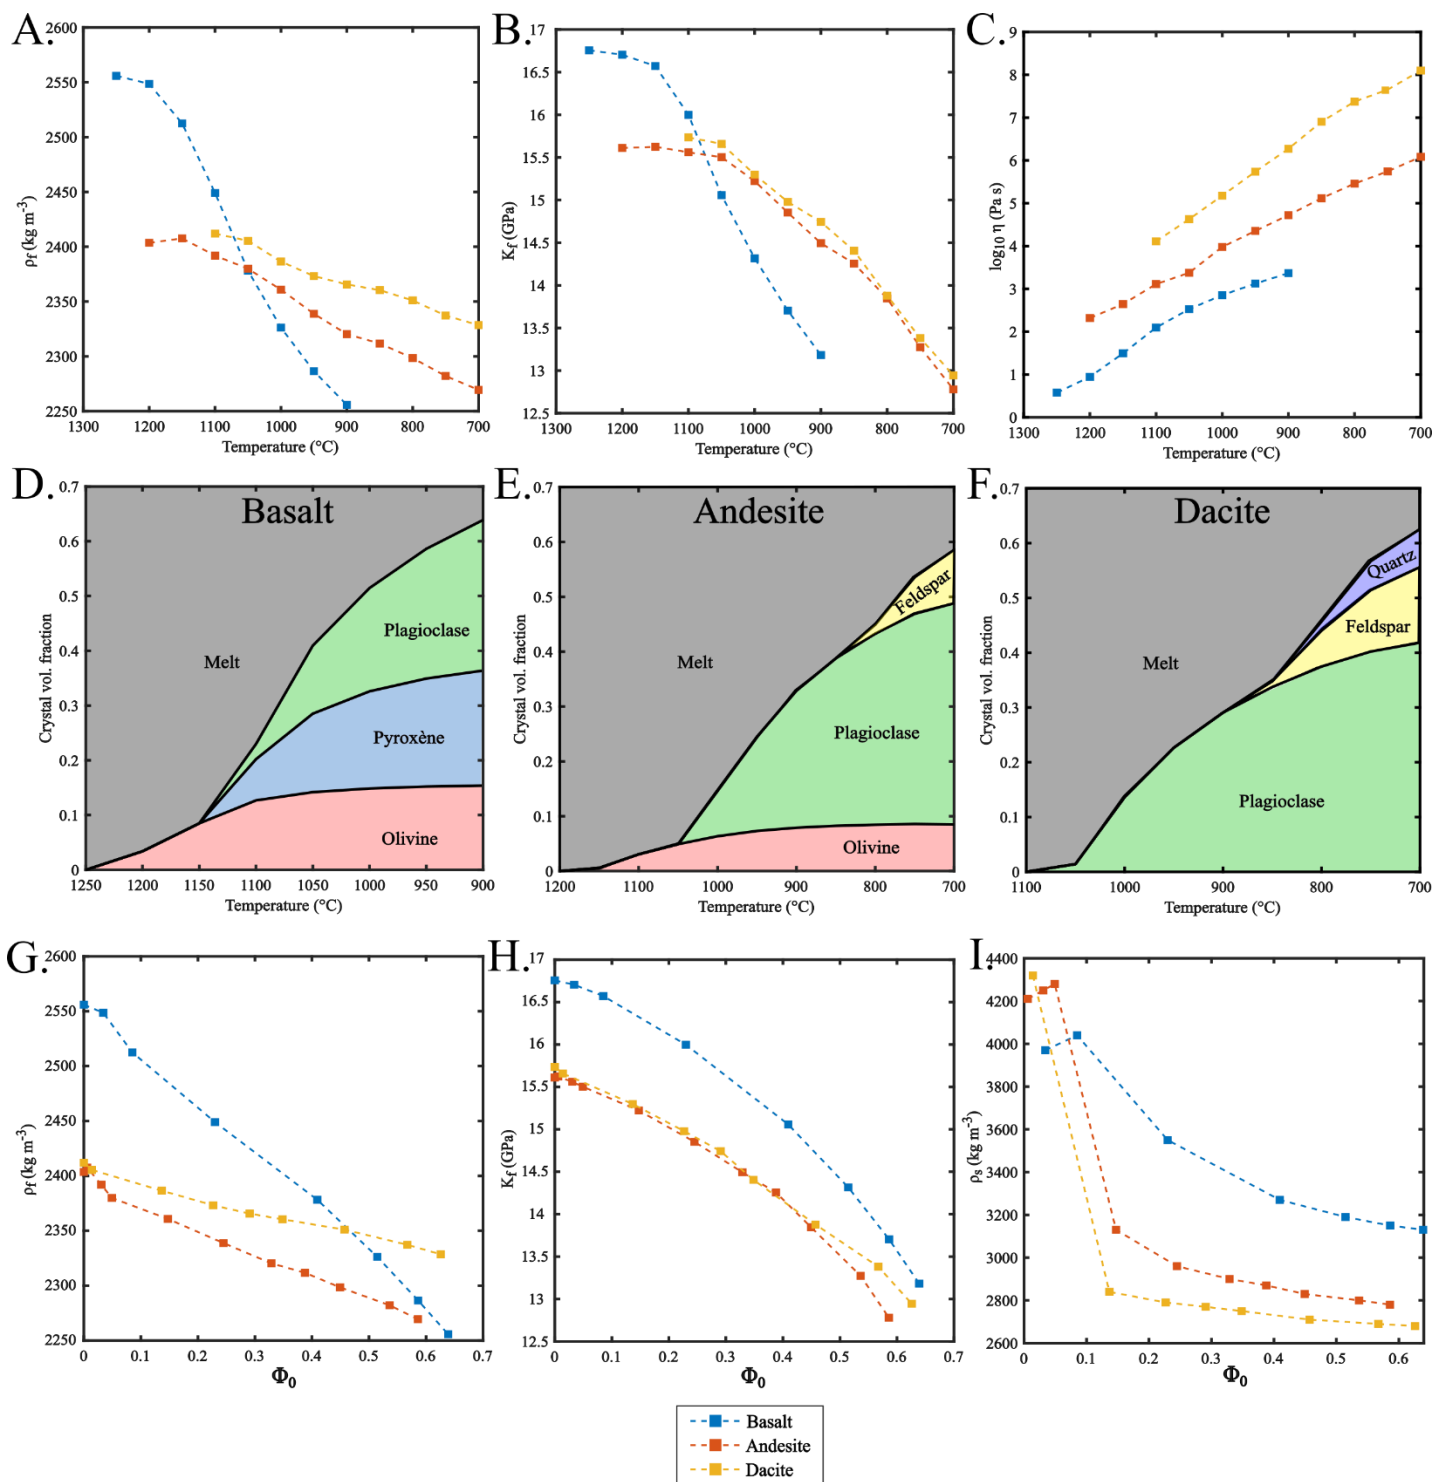 A.
2600
2550
2500
2450
2400
2350
2300
2250
1300 1200 1100 1000 900 800 700
ρf (kg m-3)
Temperature (°C)
B.
17
16.5
16
15.5
15
14.5
14
13.5
13
12.5
1300 1200 1100 1000 900 800 700
Kf (GPa)
Temperature (°C)
C.
9
8
7
6
5
4
3
2
1
0
1300 1200 1100 1000 900 800 700
log10 η (Pa s)
Temperature (°C)
D.
Basalt
0.7
0.6
0.5
0.4
0.3
0.2
0.1
0
Crystal vol. fraction
Melt
Plagioclase
Pyroxène
Olivine
1250 1200 1150 1100 1050 1000 950 900
Temperature (°C)
E.
Andesite
0.7
0.6
0.5
0.4
0.3
0.2
0.1
0
Crystal vol. fraction
Melt
Feldspar
Plagioclase
Olivine
1200 1100 1000 900 800 700
Temperature (°C)
F.
Dacite
0.7
0.6
0.5
0.4
0.3
0.2
0.1
0
Crystal vol. fraction
Melt
Quartz
Feldspar
Plagioclase
1100 1000 900 800 700
Temperature (°C)
G.
2600
2550
2500
2450
2400
2350
2300
2250
ρf (kg m-3)
0 0.1 0.2 0.3 0.4 0.5 0.6 0.7
Φ0
H.
17
16.5
16
15.5
15
14.5
14
13.5
13
12.5
Kf (GPa)
0 0.1 0.2 0.3 0.4 0.5 0.6 0.7
Φ0
I.
4400
4200
4000
3800
3600
3400
3200
3000
2800
2600
ρs (kg m-3)
0 0.1 0.2 0.3 0.4 0.5 0.6
Φ0
Basalt
Andesite
Dacite